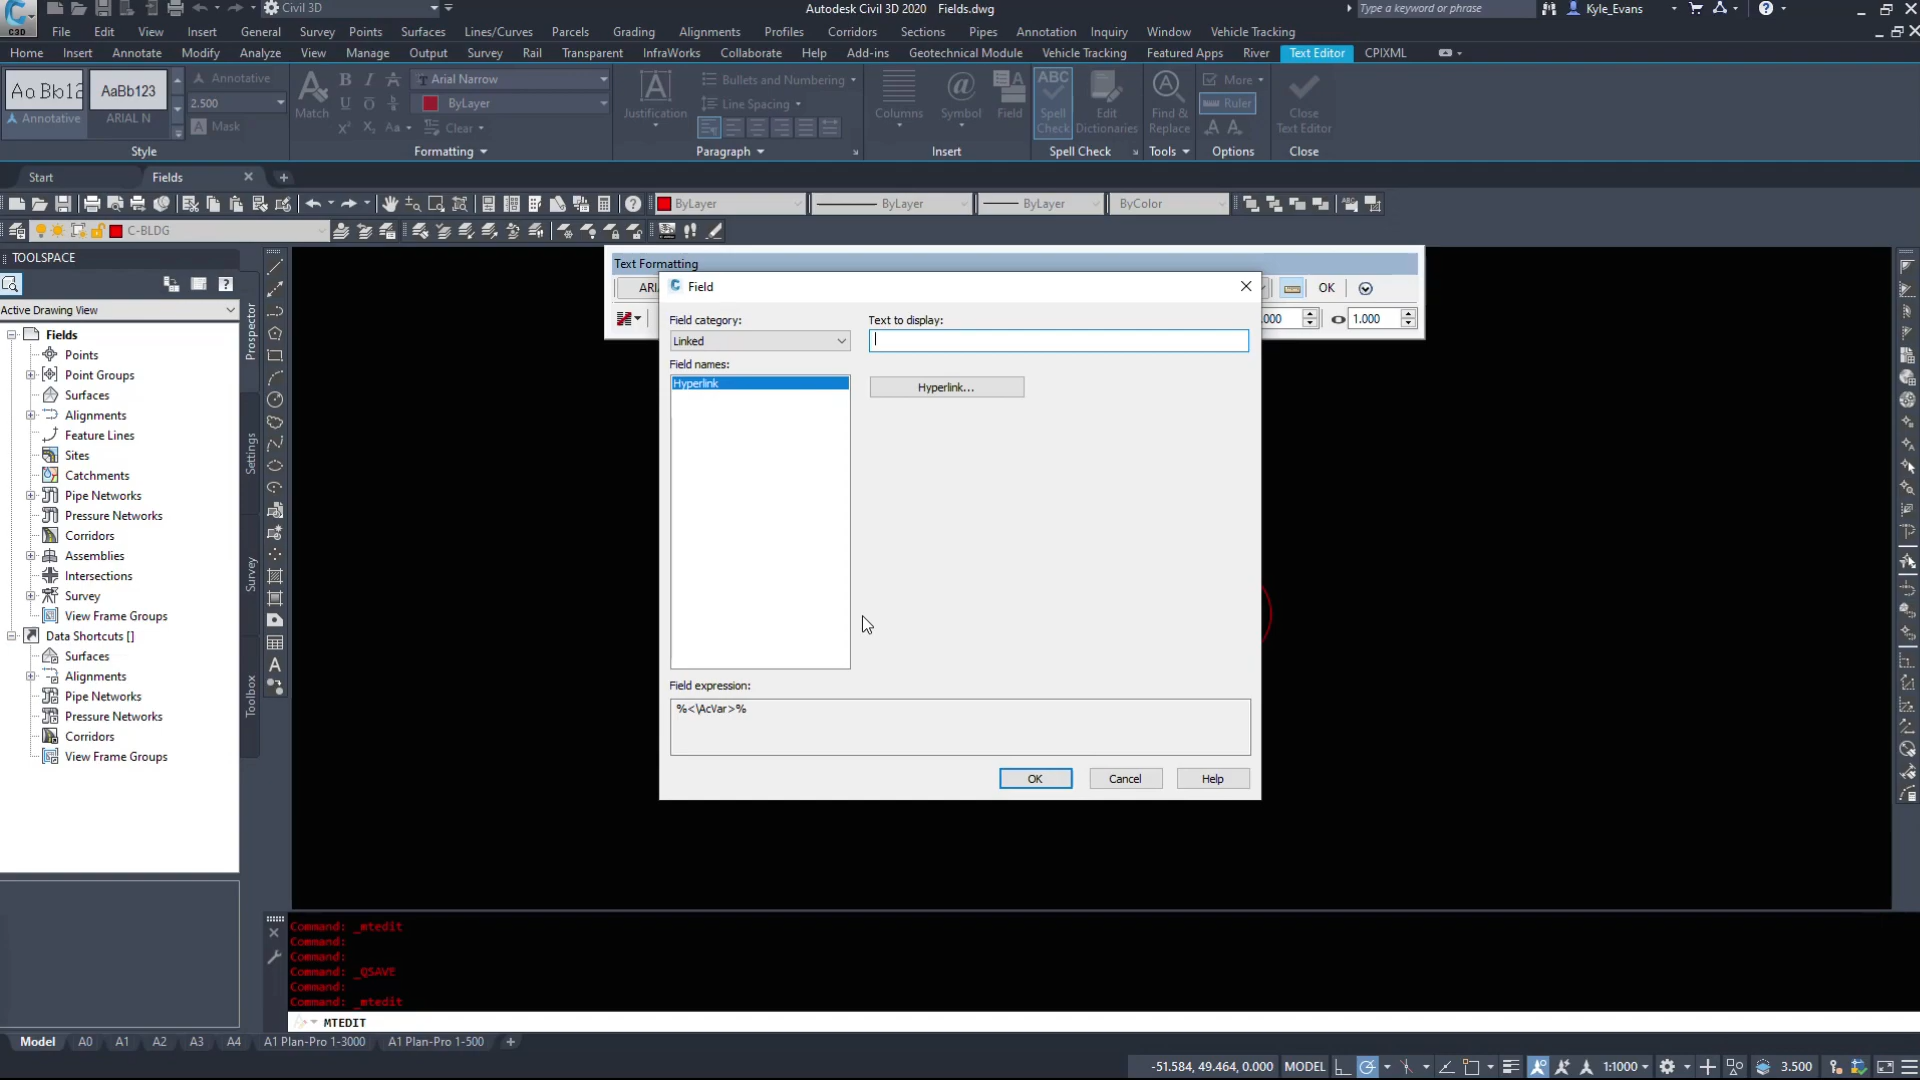 Civil 3D
Autodesk Civil 3D 2020 Fields.dwg
Type a keyword or phrase
Kyle_Evans
C3D
File Edit View Insert General Survey Points Surfaces Lines/Curves Parcels Grading Alignments Profiles Corridors Sections Pipes Annotation Inquiry Window Vehicle Tracking
Home Insert Annotate Modify Analyze View Manage Output Survey Rail Transparent InfraWorks Collaborate Help Add-ins Geotechnical Module Vehicle Tracking Featured Apps River Text Editor CPIXML
Aa Bb12
Annotative
AaBb123
ARIAL N
Annotative
2.500
Mask
Style
Match
Arial Narrow
ByLayer
Clear
Formatting
Justification
Bullets and Numbering
Line Spacing
Paragraph
Columns
Symbol
Field
Insert
ABC
Spell
Check
Edit
Dictionaries
Spell Check
Find &
Replace
Tools
More
Ruler
Options
Close
Text Editor
Close
Start
Fields
ByLayer
ByLayer
ByLayer
ByColor
C-BLDG
TOOLSPACE
Active Drawing View
Fields
Points
Point Groups
Surfaces
Alignments
Feature Lines
Sites
Catchments
Pipe Networks
Pressure Networks
Corridors
Assemblies
Intersections
Survey
View Frame Groups
Data Shortcuts []
Surfaces
Alignments
Pipe Networks
Pressure Networks
Corridors
View Frame Groups
Prospector
Settings
Survey
Toolbox
Text Formatting
ARI
OK
.000
1.000
Field
Field category:
Linked
Text to display:
Field names:
Hyperlink
Hyperlink...
Field expression:
%<\AcVar>%
OK
Cancel
Help
Command: _mtedit
Command:
Command:
Command: _QSAVE
Command:
Command: _mtedit
MTEDIT
Model A0 A1 A2 A3 A4 A1 Plan-Pro 1-3000 A1 Plan-Pro 1-500
-51.584, 49.464, 0.000 MODEL 1:1000 3.500